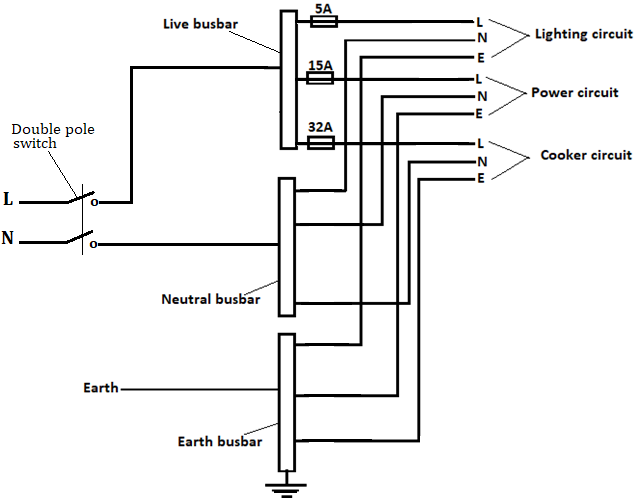 5A
Live busbar
L
N
Lighting circuit
E
15A
L
Power circuit
N
E
32A
Double pole
switch
L
Cooker circuit
N
E
L
N
Neutral busbar
Earth
Earth busbar